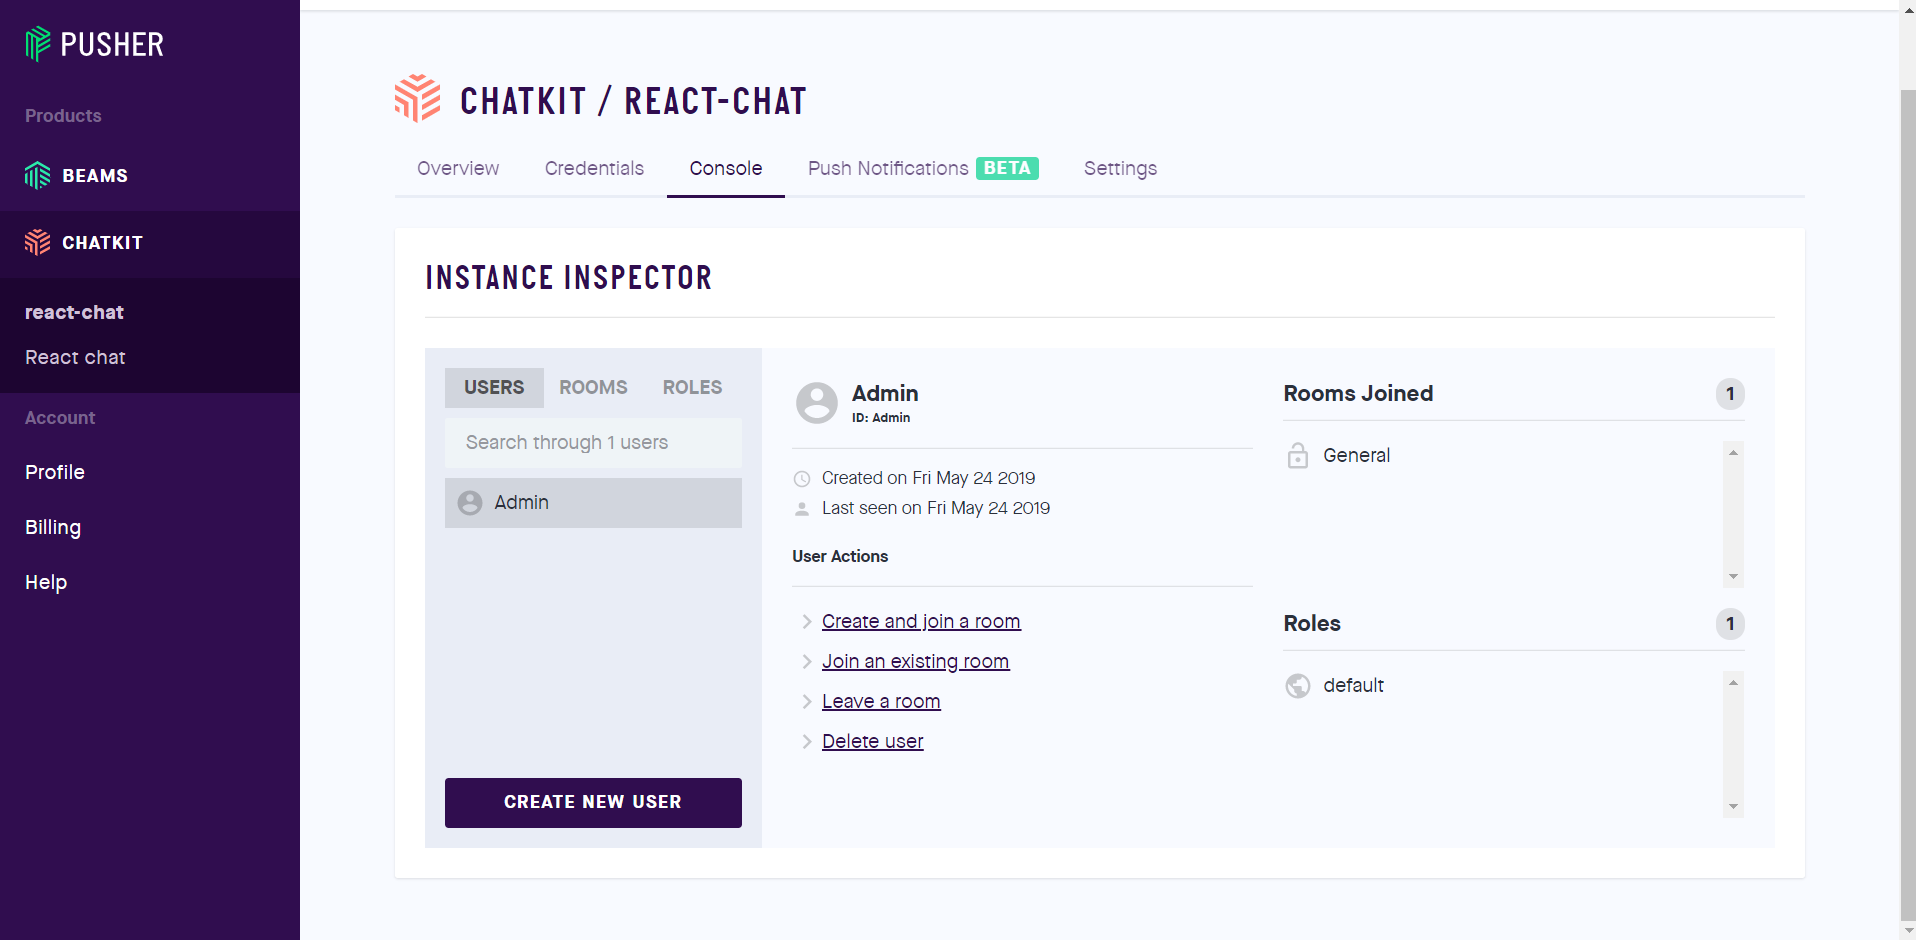 PUSHER
Products
BEAMS
CHATKIT
react-chat
React chat
Account
Profile
Billing
Help
CHATKIT / REACT-CHAT
Overview Credentials Console Push Notifications BETA Settings
INSTANCE INSPECTOR
USERS ROOMS ROLES
Search through 1 users
Admin
CREATE NEW USER
Admin
ID: Admin
Created on Fri May 24 2019
Last seen on Fri May 24 2019
User Actions
Create and join a room
Join an existing room
Leave a room
Delete user
Rooms Joined 1
General
Roles 1
default